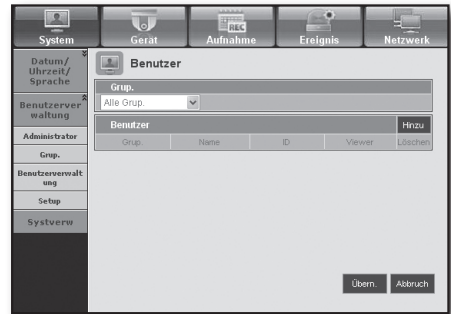 System Gerät Aufnahme Ereignis Netzwerk
REC
Datum/
Uhrzeit/
Sprache
Benutzerver
waltung
Administrator
Grup.
Benutzerverwalt
ung
Setup
Systverw
Benutzer
Grup.
Alle Grup.
Benutzer Hinzu
Grup. Name ID Viewer Löschen
Übern. Abbruch